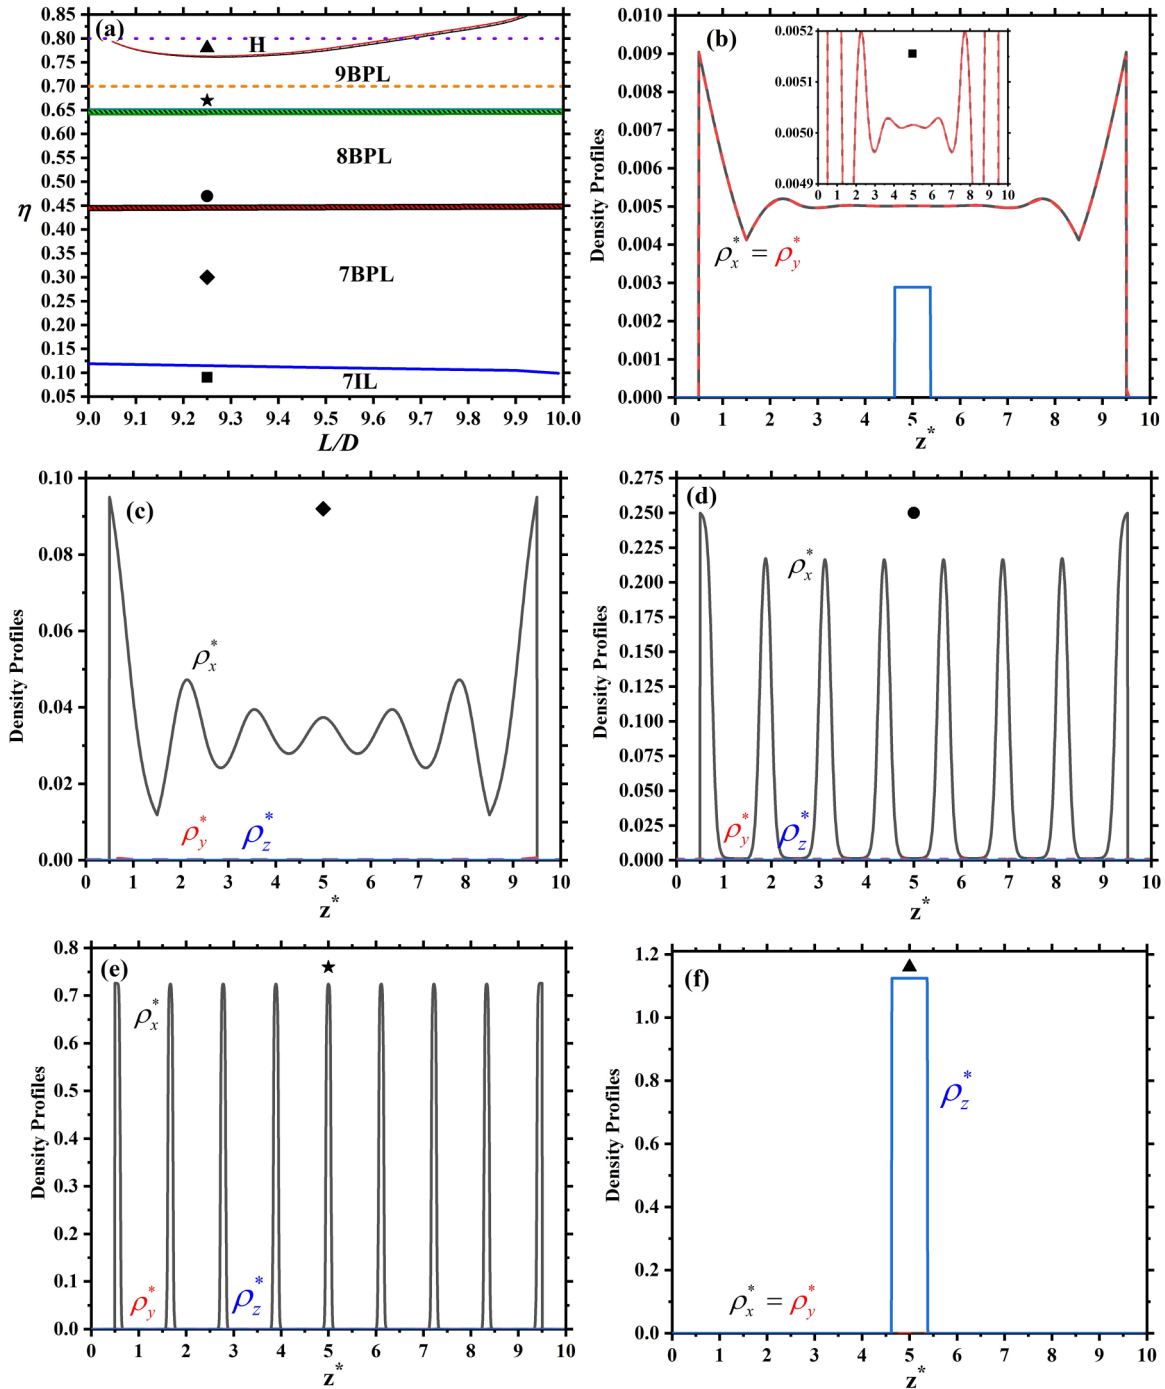 (a)
0.85
0.80
0.75
0.70
0.65
0.60
0.55
0.50
0.45
0.40
0.35
0.30
0.25
0.20
0.15
0.10
0.05
η
H
9BPL
8BPL
7BPL
7IL
9.0 9.1 9.2 9.3 9.4 9.5 9.6 9.7 9.8 9.9 10.0
L/D
(b)
0.010
0.009
0.008
0.007
0.006
0.005
0.004
0.003
0.002
0.001
0.000
Density Profiles
0.0052
0.0051
0.0050
0.0049
0 1 2 3 4 5 6 7 8 9 10
ρx* = ρy*
0 1 2 3 4 5 6 7 8 9 10
z*
(c)
0.10
0.08
0.06
0.04
0.02
0.00
Density Profiles
ρx*
ρy* ρz*
0 1 2 3 4 5 6 7 8 9 10
z*
(d)
0.275
0.250
0.225
0.200
0.175
0.150
0.125
0.100
0.075
0.050
0.025
0.000
Density Profiles
ρx*
ρy* ρz*
0 1 2 3 4 5 6 7 8 9 10
z*
(e)
0.8
0.7
0.6
0.5
0.4
0.3
0.2
0.1
0.0
Density Profiles
ρx*
ρy* ρz*
0 1 2 3 4 5 6 7 8 9 10
z*
(f)
1.2
1.0
0.8
0.6
0.4
0.2
0.0
Density Profiles
ρz*
ρx* = ρy*
0 1 2 3 4 5 6 7 8 9 10
z*